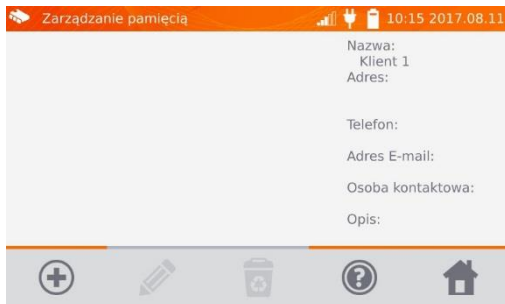 Zarządzanie pamięcią 10:15 2017.08.11
Nazwa:
Klient 1
Adres:
Telefon:
Adres E-mail:
Osoba kontaktowa:
Opis: